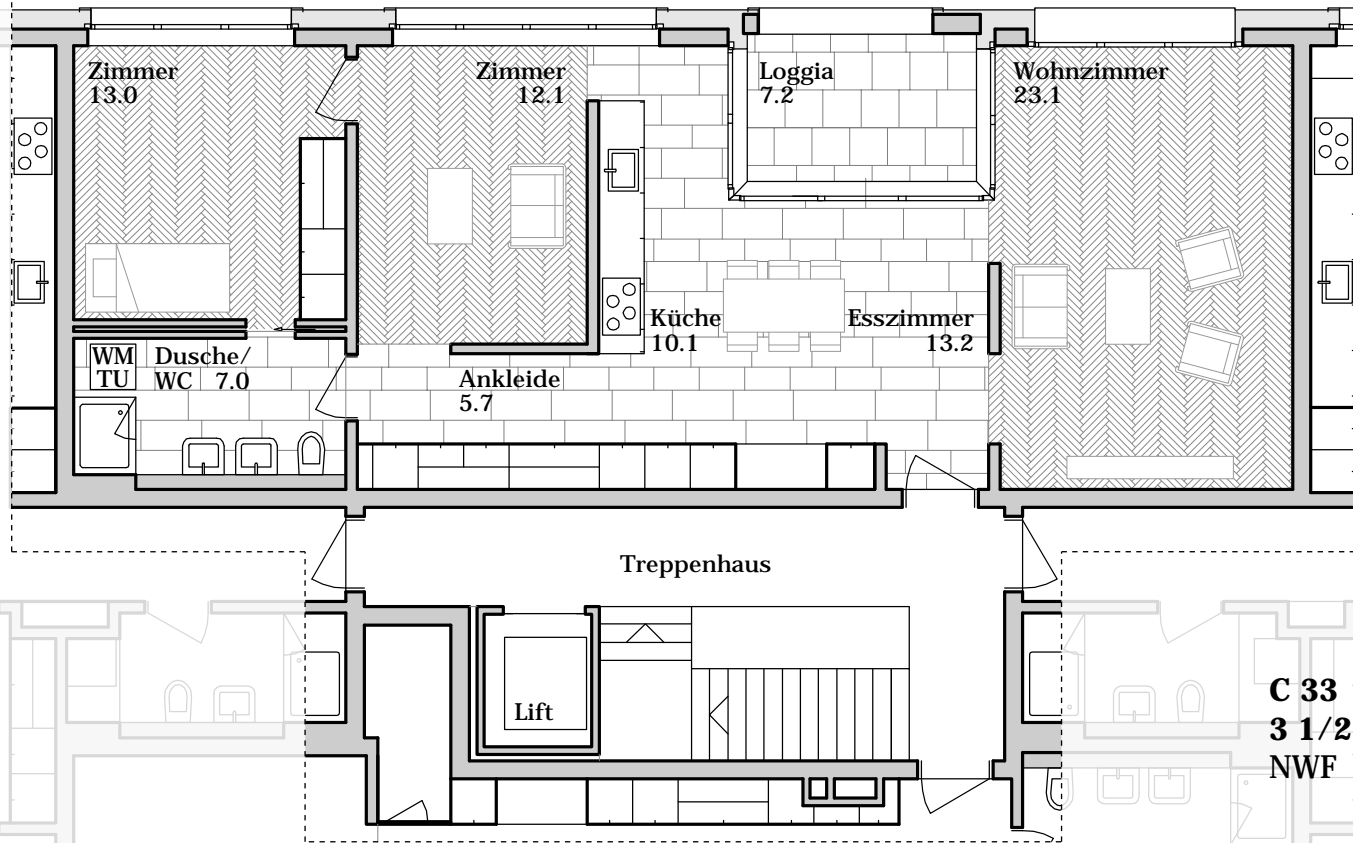 Zimmer
13.0
Zimmer
12.1
Loggia
7.2
Wohnzimmer
23.1
Küche
10.1
Esszimmer
13.2
WM
TU
Dusche/
WC 7.0
Ankleide
5.7
Treppenhaus
Lift
C 33
3 1/2
NWF